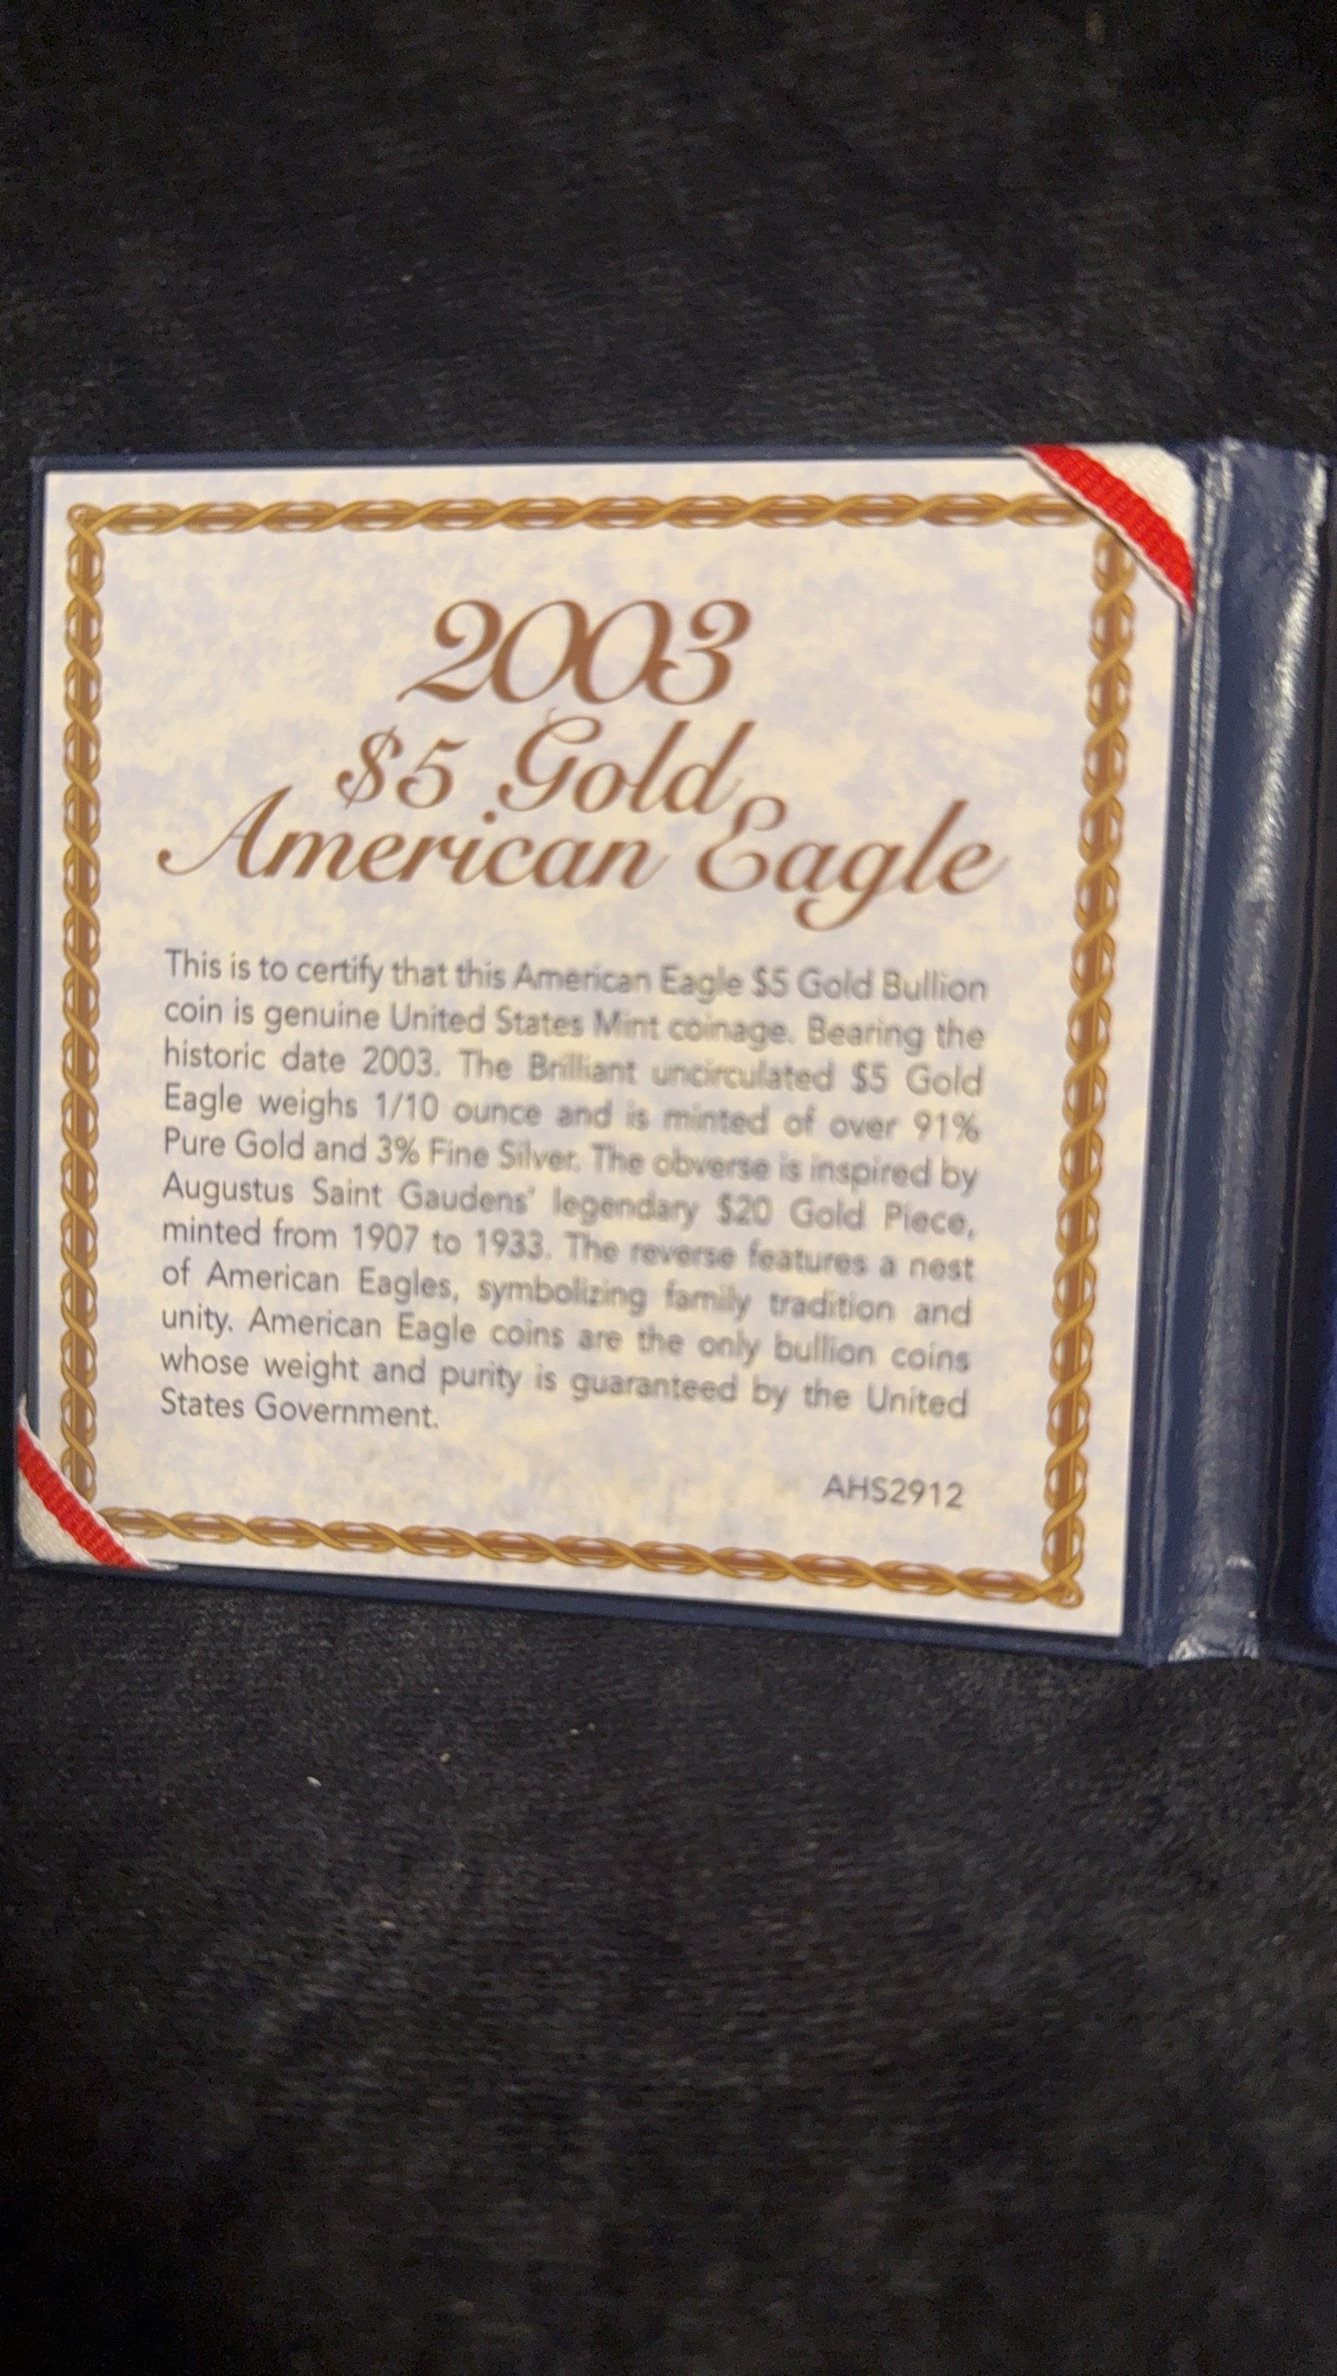 2003
$5 Gold
American Eagle
This is to certify that this American Eagle $5 Gold Bullion
coin is genuine United States Mint coinage. Bearing the
historic date 2003. The Brilliant uncirculated $5 Gold
Eagle weighs 1/10 ounce and is minted of over 91%
Pure Gold and 3% Fine Silver. The obverse is inspired by
Augustus Saint Gaudens' legendary $20 Gold Piece,
minted from 1907 to 1933. The reverse features a nest
of American Eagles, symbolizing family tradition and
unity. American Eagle coins are the only bullion coins
whose weight and purity is guaranteed by the United
States Government.
AHS2912